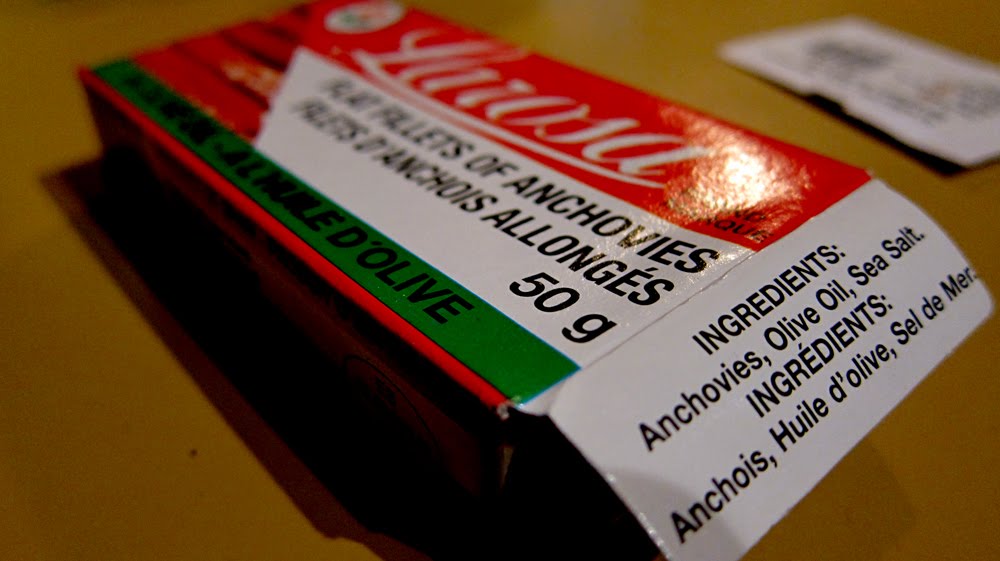 FLAT FILLETS OF ANCHOVIES
FILETS D'ANCHOIS ALLONGÉS
50 g
À L'HUILE D'OLIVE
INGREDIENTS:
Anchovies, Olive Oil, Sea Salt.
INGRÉDIENTS:
Anchois, Huile d'olive, Sel de Mer.